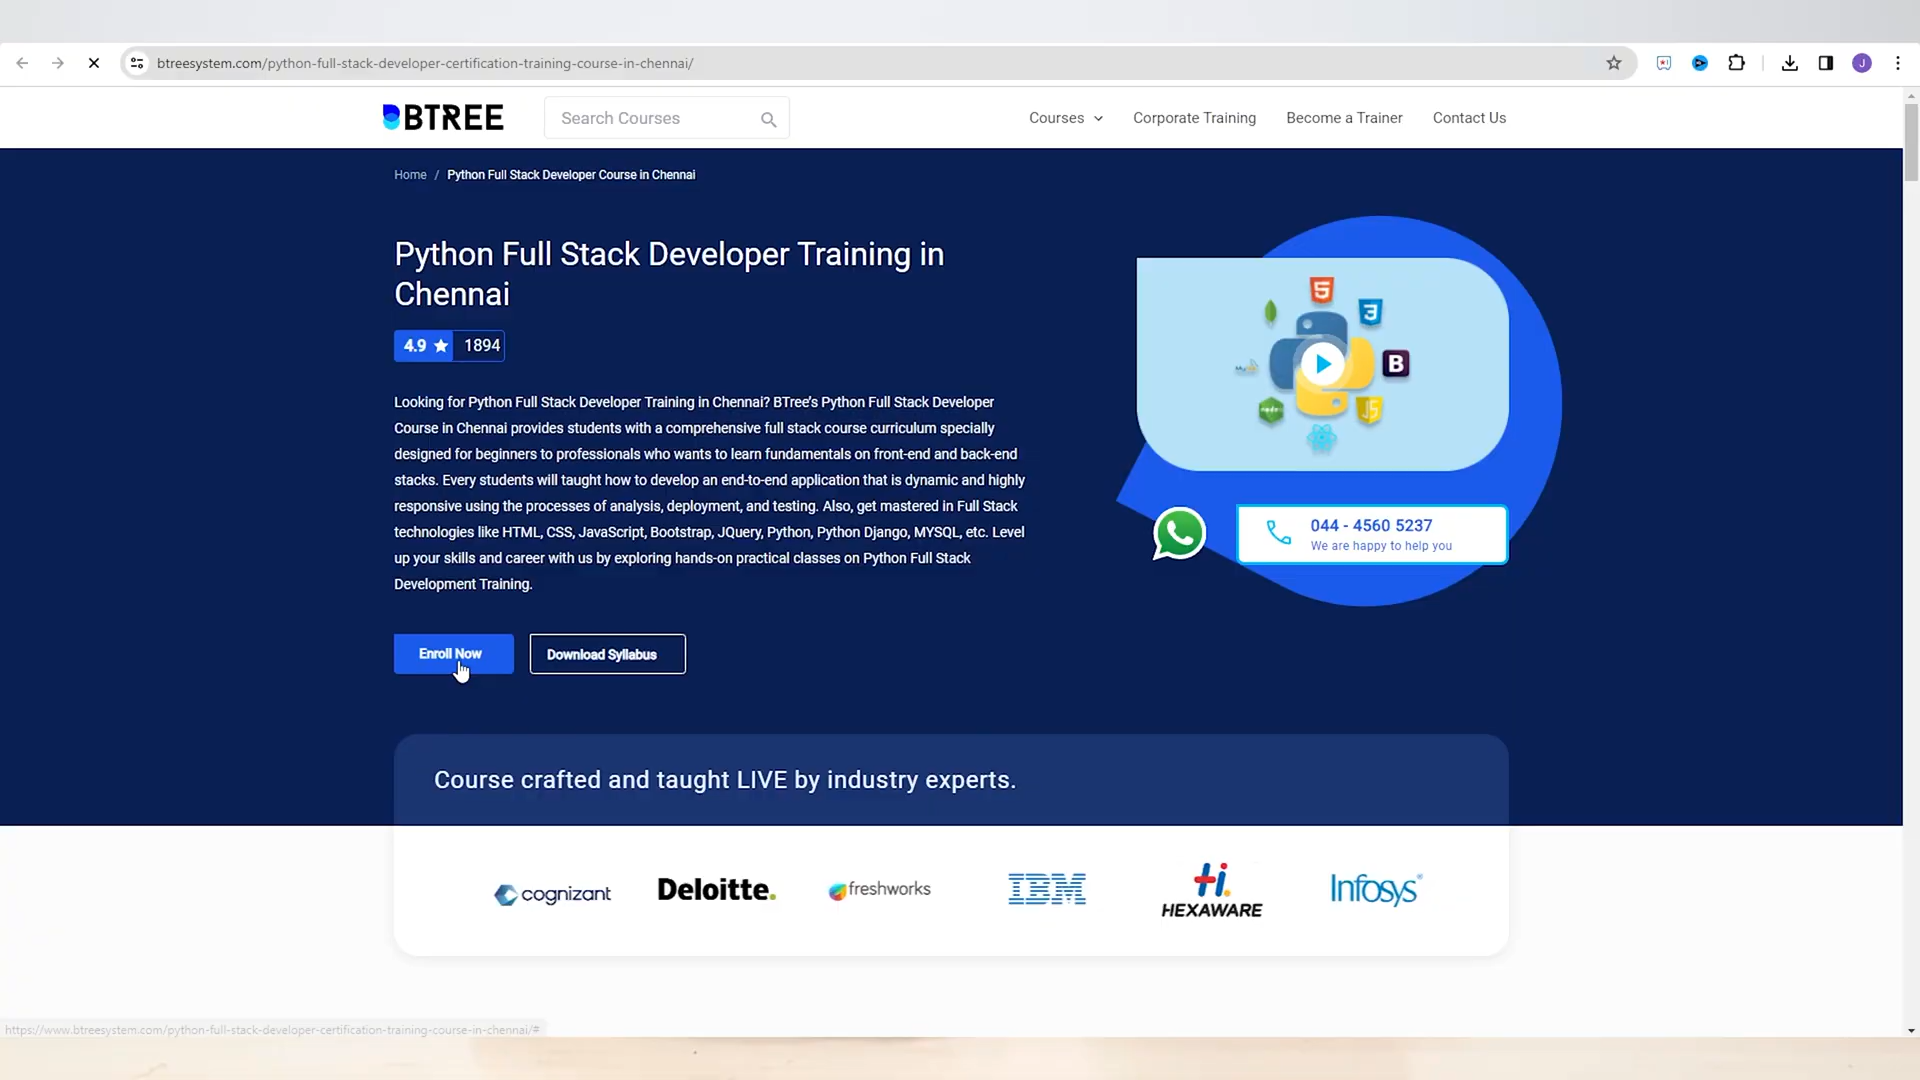 btreesystem.com/python-full-stack-developer-certification-training-course-in-chennai/
J
BTREE
Search Courses
Courses
Corporate Training
Become a Trainer
Contact Us
Home / Python Full Stack Developer Course in Chennai
Python Full Stack Developer Training in
Chennai
4.9 ★ 1894
Looking for Python Full Stack Developer Training in Chennai? BTree's Python Full Stack Developer
Course in Chennai provides students with a comprehensive full stack course curriculum specially
designed for beginners to professionals who wants to learn fundamentals on front-end and back-end
stacks. Every students will taught how to develop an end-to-end application that is dynamic and highly
responsive using the processes of analysis, deployment, and testing. Also, get mastered in Full Stack
technologies like HTML, CSS, JavaScript, Bootstrap, JQuery, Python, Python Django, MYSQL, etc. Level
up your skills and career with us by exploring hands-on practical classes on Python Full Stack
Development Training.
5
3
B
JS
044 - 4560 5237
We are happy to help you
Enroll Now
Download Syllabus
Course crafted and taught LIVE by industry experts.
cognizant
Deloitte.
freshworks
IBM
Hi.
HEXAWARE
Infosys®
https://www.btreesystem.com/python-full-stack-developer-certification-training-course-in-chennai/#